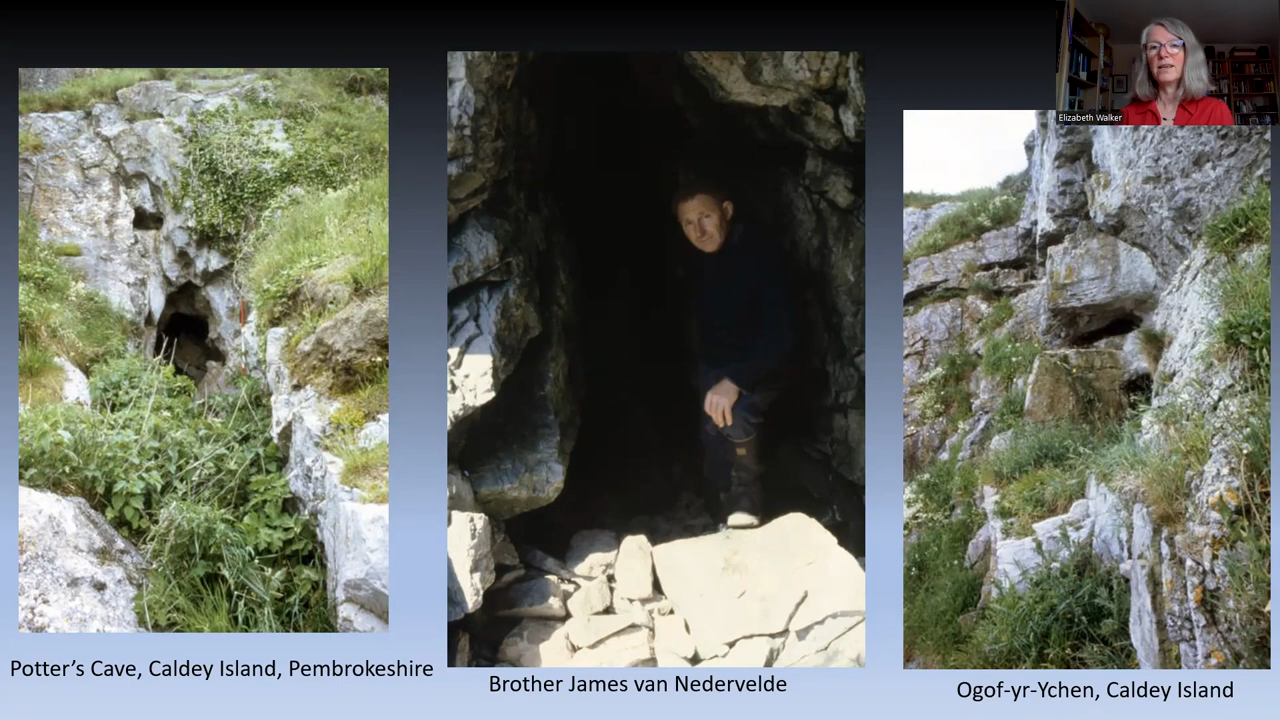 Elizabeth Walker
Potter’s Cave, Caldey Island, Pembrokeshire
Brother James van Nedervelde
Ogof-yr-Ychen, Caldey Island